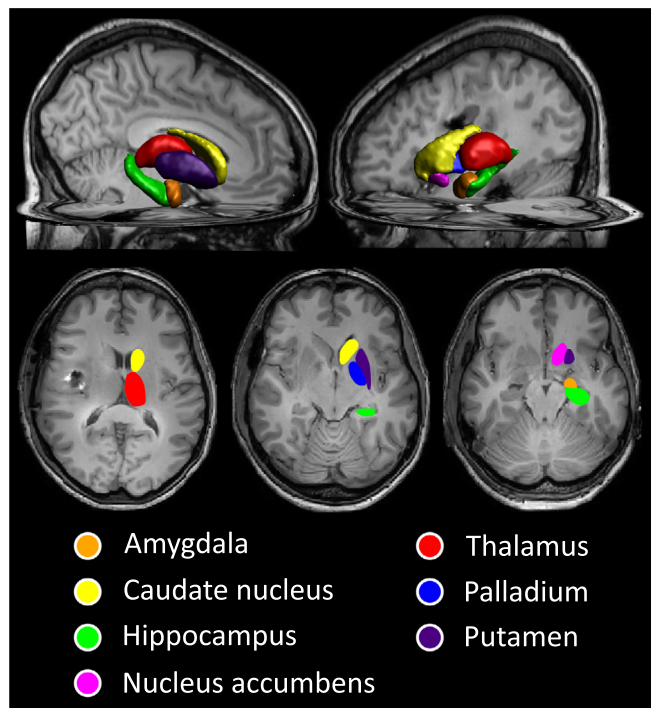 Amygdala
Thalamus
Caudate nucleus
Palladium
Hippocampus
Putamen
Nucleus accumbens